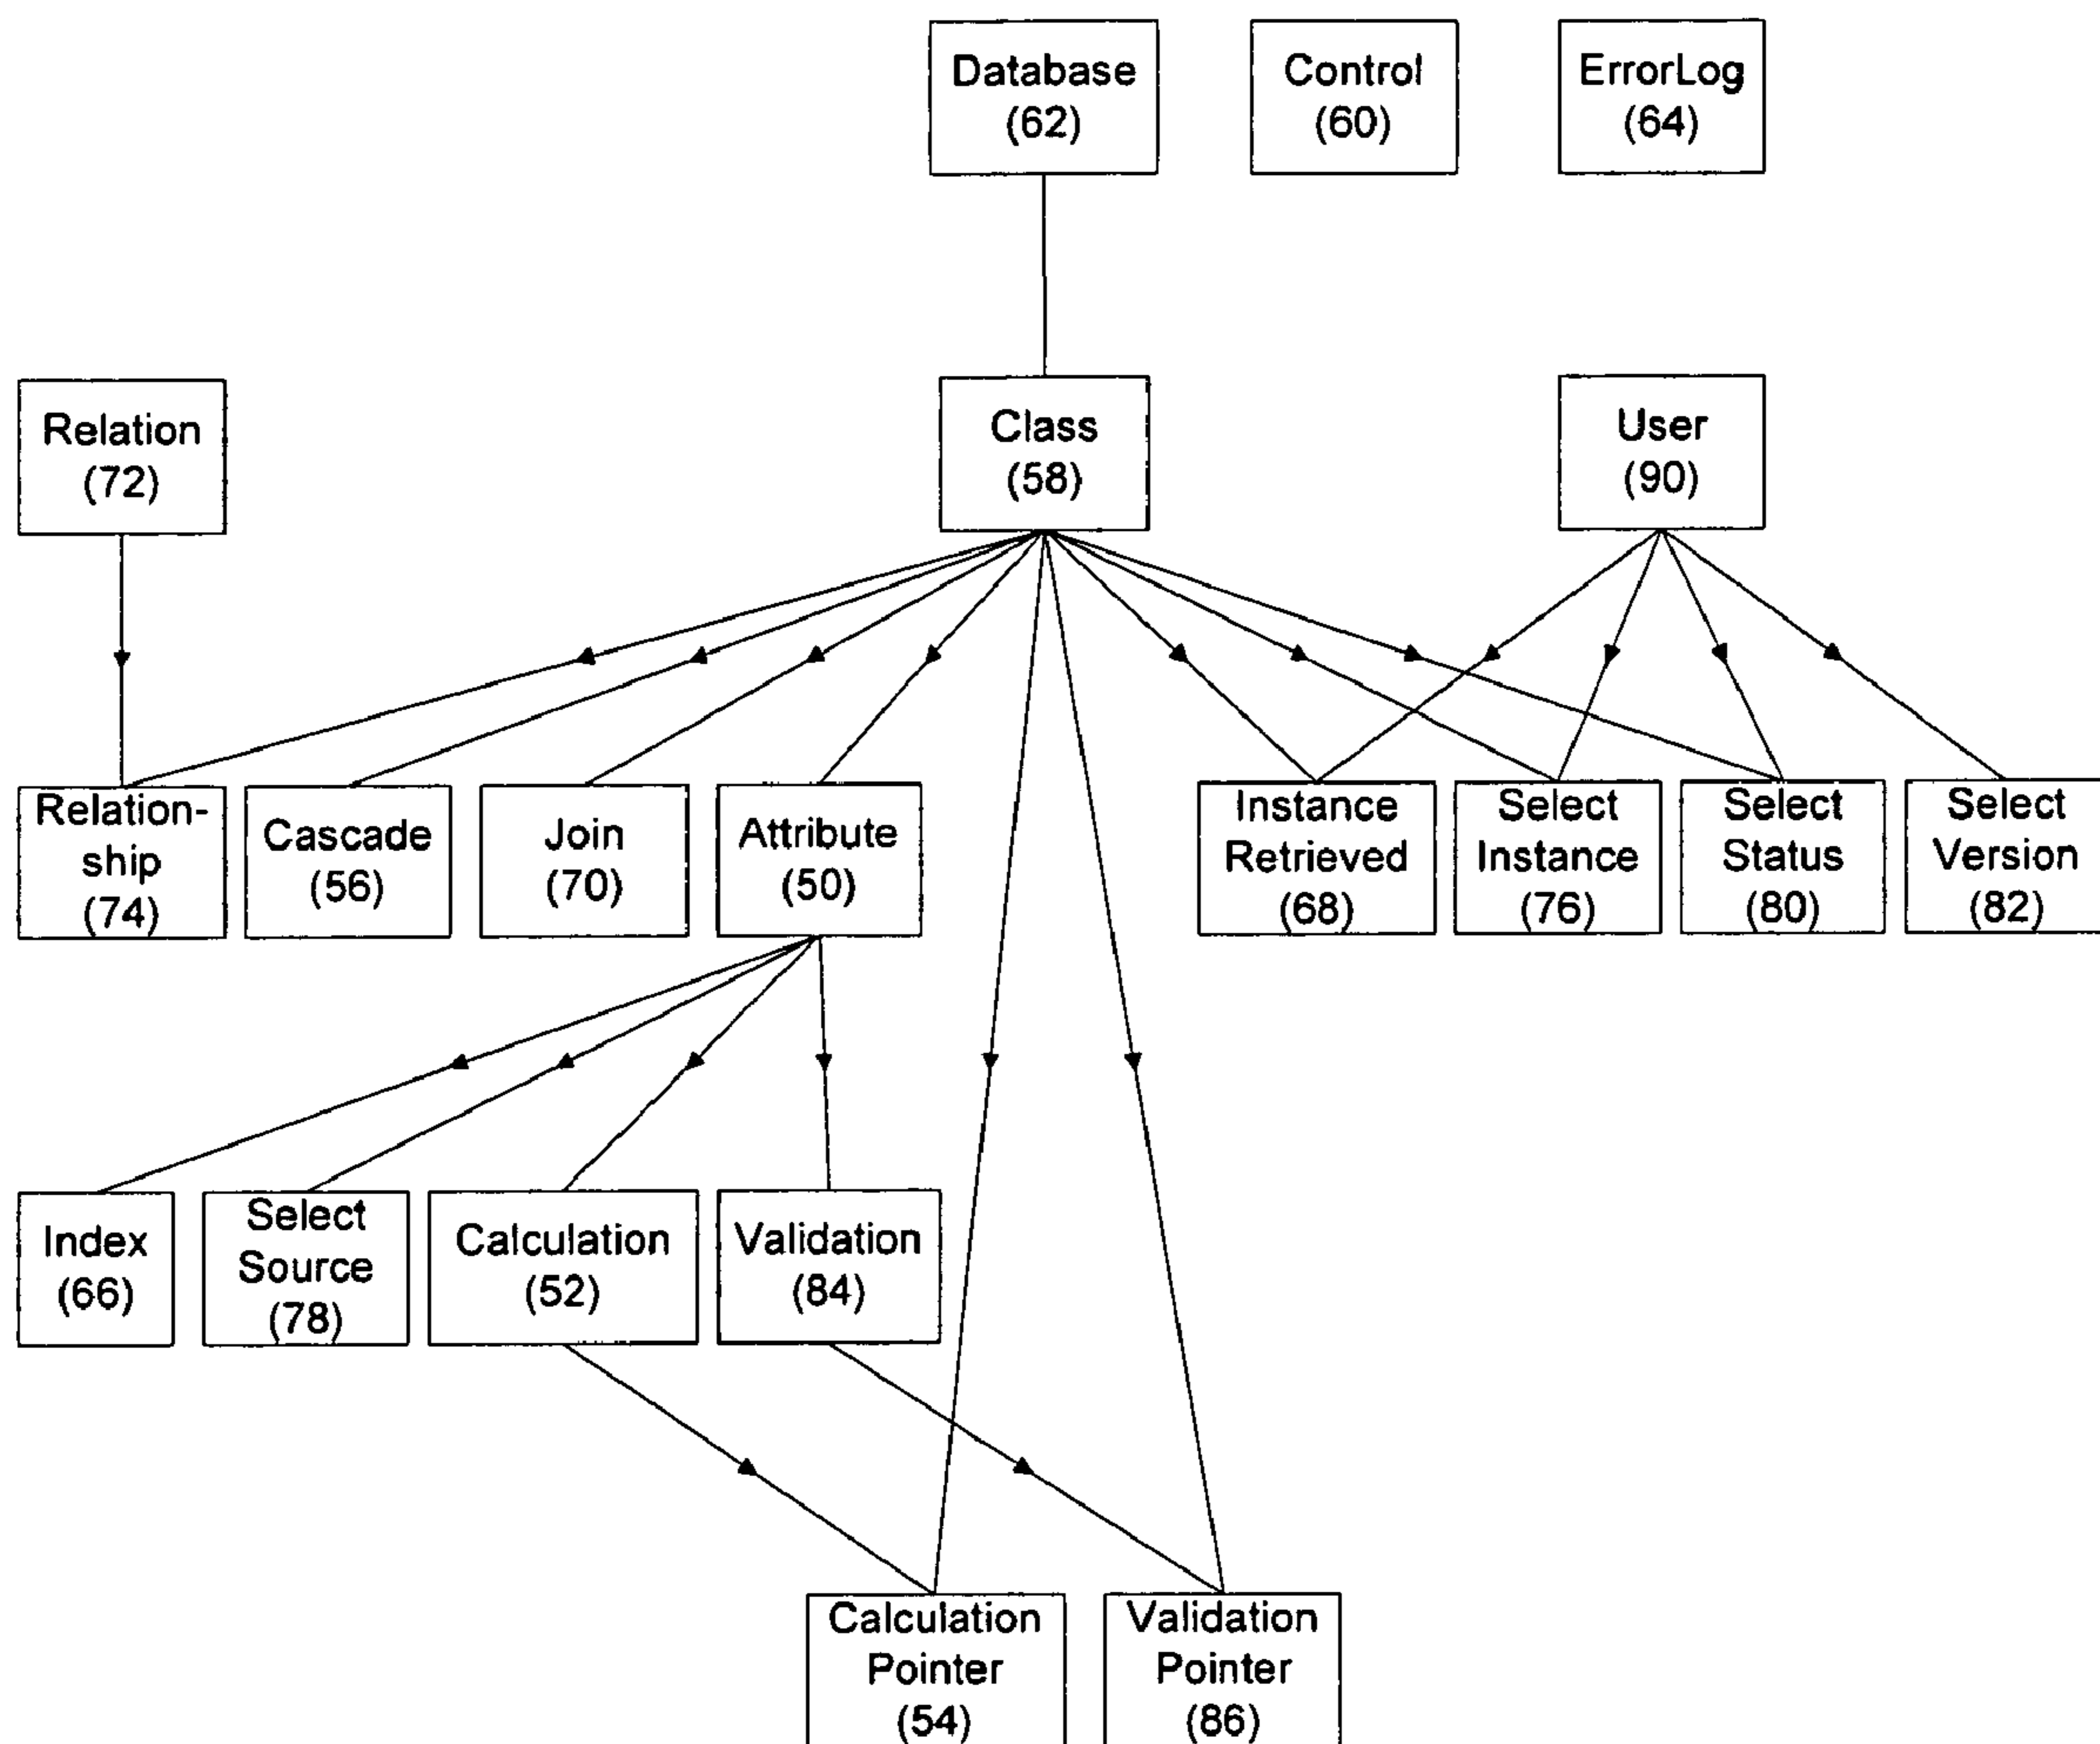 Database
(62)
Control
(60)
ErrorLog
(64)
Relation
(72)
Class
(58)
User
(90)
Relation-
ship
(74)
Cascade
(56)
Join
(70)
Attribute
(50)
Instance
Retrieved
(68)
Select
Instance
(76)
Select
Status
(80)
Select
Version
(82)
Index
(66)
Select
Source
(78)
Calculation
(52)
Validation
(84)
Calculation
Pointer
(54)
Validation
Pointer
(86)